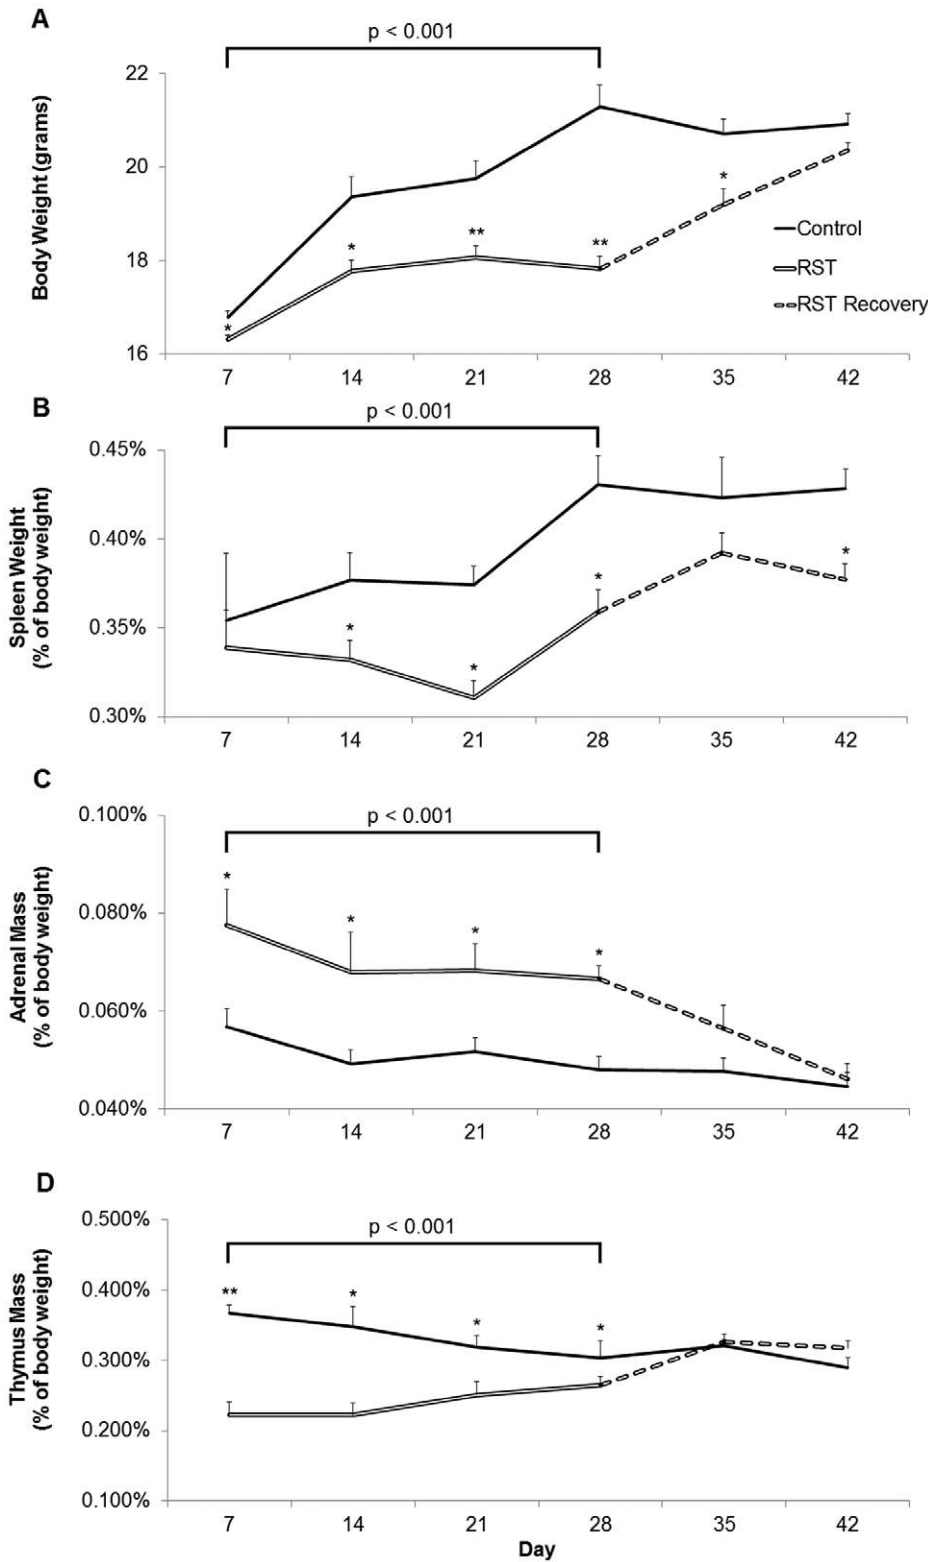 A
p < 0.001
Body Weight (grams)
22
20
18
16
*
*
**
**
*
Control
RST
RST Recovery
7 14 21 28 35 42
B
p < 0.001
Spleen Weight
(% of body weight)
0.45%
0.40%
0.35%
0.30%
*
*
*
*
7 14 21 28 35 42
C
p < 0.001
Adrenal Mass
(% of body weight)
0.100%
0.080%
0.060%
0.040%
*
*
*
*
7 14 21 28 35 42
D
p < 0.001
Thymus Mass
(% of body weight)
0.500%
0.400%
0.300%
0.200%
0.100%
**
*
*
*
7 14 21 28 35 42
Day